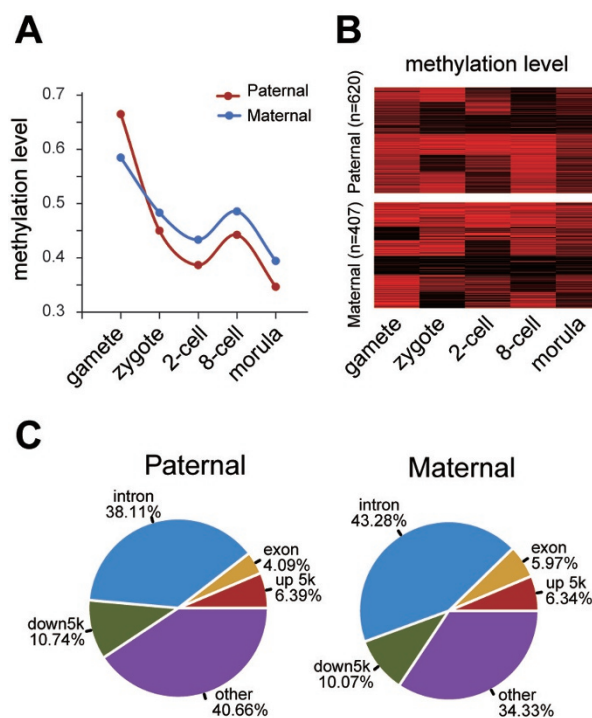 A
methylation level
0.7
0.6
0.5
0.4
0.3
Paternal
Maternal
gamete
zygote
2-cell
8-cell
morula
B
methylation level
Paternal (n=620)
Maternal (n=407)
gamete
zygote
2-cell
8-cell
morula
C
Paternal
intron
38.11%
exon
4.09%
up 5k
6.39%
down5k
10.74%
other
40.66%
Maternal
intron
43.28%
exon
5.97%
up 5k
6.34%
down5k
10.07%
other
34.33%